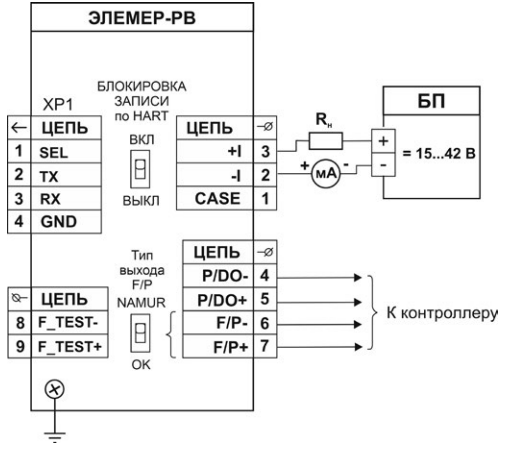 ЭЛЕМЕР-РВ
XP1
← ЦЕПЬ
1 SEL
2 TX
3 RX
4 GND
БЛОКИРОВКА
ЗАПИСИ
по HART
ВКЛ
ВЫКЛ
ЦЕПЬ
+I 3
-I 2
CASE 1
Rн
+ мА -
БП
+
-
= 15...42 В
ЦЕПЬ
8 F_TEST-
9 F_TEST+
Тип
выхода
F/P
NAMUR
ОК
ЦЕПЬ
P/DO- 4
P/DO+ 5
F/P- 6
F/P+ 7
К контроллеру